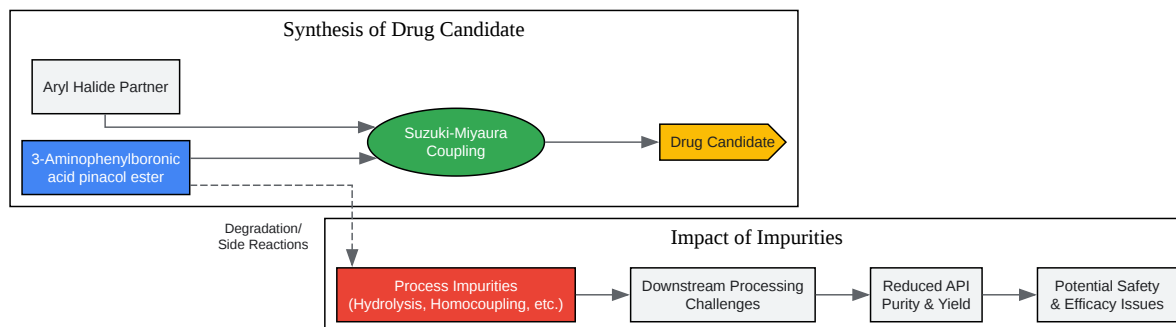 Synthesis of Drug Candidate
Aryl Halide Partner
3-Aminophenylboronic
acid pinacol ester
Suzuki-Miyaura
Coupling
Drug Candidate
Degradation/
Side Reactions
Impact of Impurities
Process Impurities
(Hydrolysis, Homocoupling, etc.)
Downstream Processing
Challenges
Reduced API
Purity & Yield
Potential Safety
& Efficacy Issues